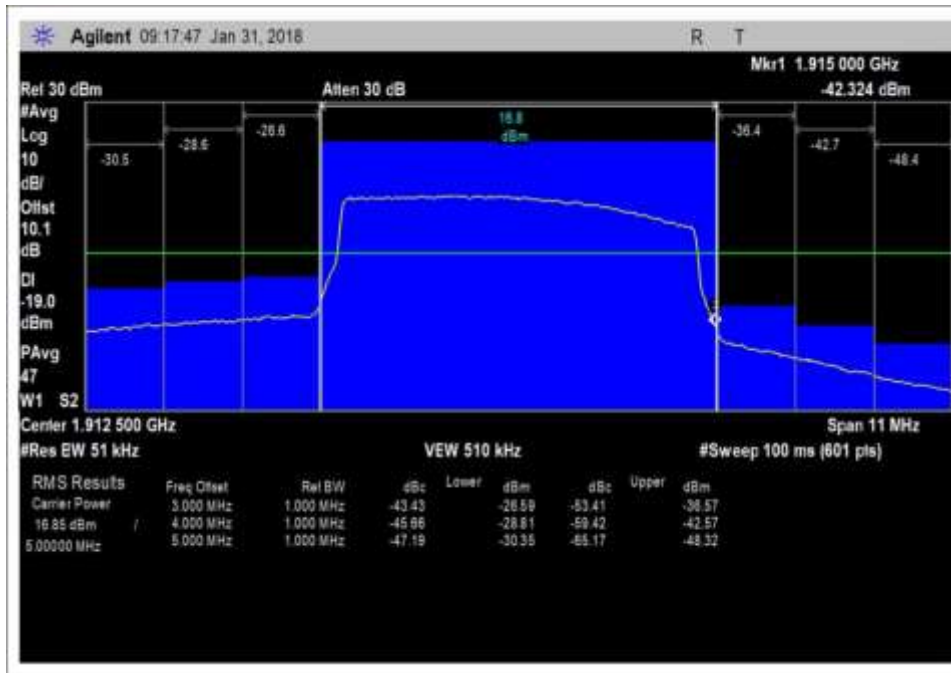 Agilent 09:17:47 Jan 31, 2018 R T
Mkr1 1.915 000 GHz
Ref 30 dBm Atten 30 dB -42.324 dBm
#Avg
Log
10
dB/
Offst
10.1
dB
DI
-19.0
dBm
PAvg
47
W1 S2
-30.5 -28.6 -26.6 16.8 dBm -36.4 -42.7 -48.4
Center 1.912 500 GHz Span 11 MHz
#Res BW 51 kHz VBW 510 kHz #Sweep 100 ms (601 pts)
RMS Results Freq Offset Ref BW dBc Lower dBm dBc Upper dBm
Carrier Power 3.000 MHz 1.000 MHz -43.43 -26.59 -53.41 -36.57
16.85 dBm / 4.000 MHz 1.000 MHz -45.66 -28.81 -59.42 -42.57
5.00000 MHz 5.000 MHz 1.000 MHz -47.19 -30.35 -65.17 -48.32